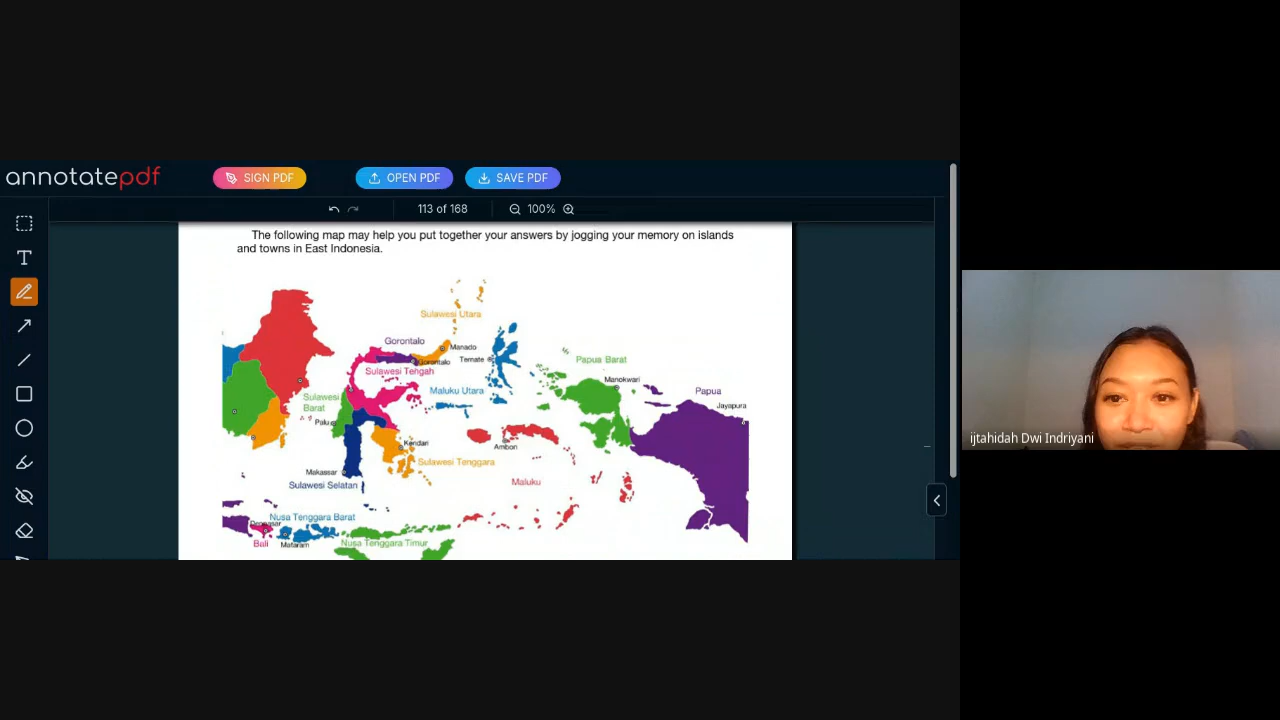 annotatepdf
SIGN PDF
OPEN PDF
SAVE PDF
113 of 168
100%
The following map may help you put together your answers by jogging your memory on islands
and towns in East Indonesia.
Sulawesi Utara
Gorontalo
Manado
Gorontalo
Ternate
Papua Barat
Sulawesi Tengah
Manokwari
Maluku Utara
Papua
Sulawesi
Barat
Jayapura
Palu
Kendari
Ambon
Sulawesi Tenggara
Makassar
Sulawesi Selatan
Maluku
Nusa Tenggara Barat
Denpasar
Bali
Mataram
Nusa Tenggara Timur
ijtahidah Dwi Indriyani